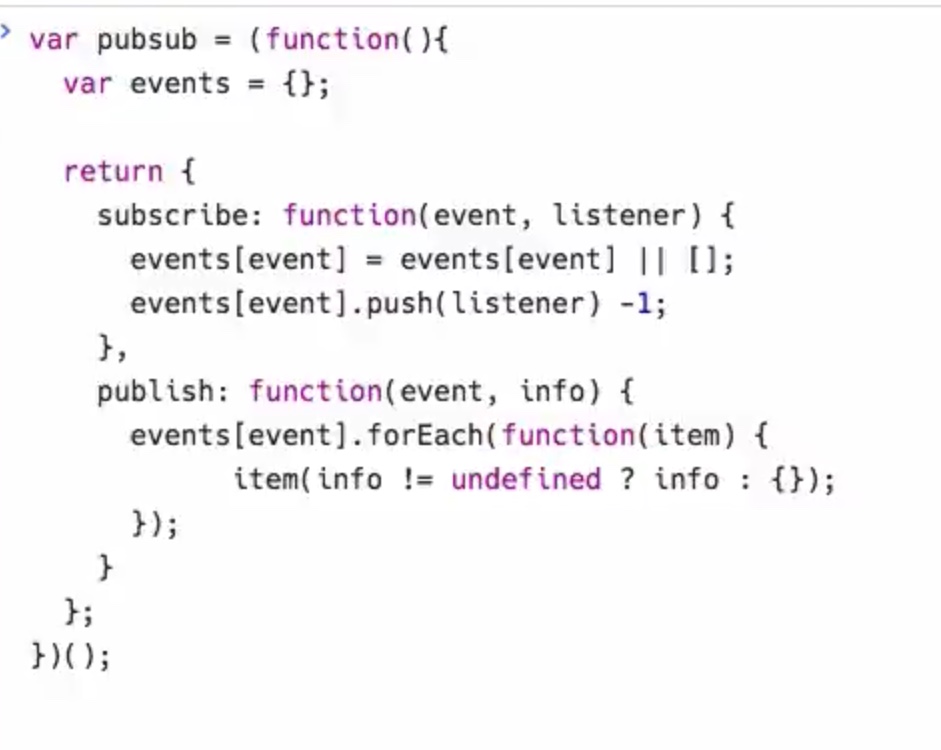 var pubsub = (function(){
  var events = {};

  return {
    subscribe: function(event, listener) {
      events[event] = events[event] || [];
      events[event].push(listener) -1;
    },
    publish: function(event, info) {
      events[event].forEach(function(item) {
            item(info != undefined ? info : {});
      });
    }
  };
})();